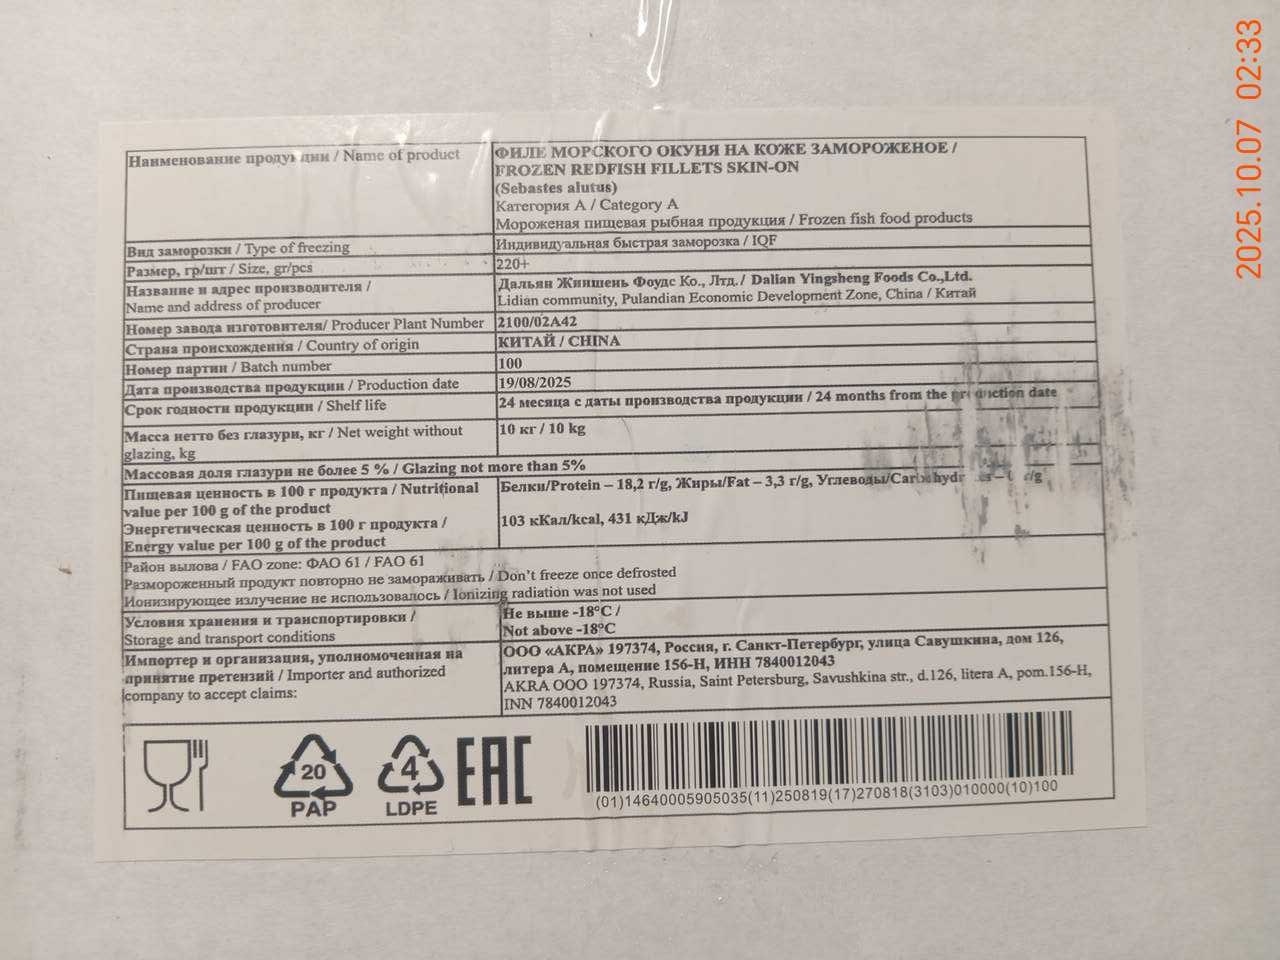 2025.10.07 02:33
Наименование продукции / Name of product
ФИЛЕ МОРСКОГО ОКУНЯ НА КОЖЕ ЗАМОРОЖЕНОЕ /
FROZEN REDFISH FILLETS SKIN-ON
(Sebastes alutus)
Категория А / Category A
Мороженая пищевая рыбная продукция / Frozen fish food products
Вид заморозки / Type of freezing
Индивидуальная быстрая заморозка / IQF
Размер, гр/шт / Size, gr/pcs
220+
Название и адрес производителя /
Name and address of producer
Дальян Жиншень Фоудс Ко., Лтд./ Dalian Yingsheng Foods Co.,Ltd.
Lidian community, Pulandian Economic Development Zone, China / Китай
Номер завода изготовителя/ Producer Plant Number
2100/02A42
Страна происхождения / Country of origin
КИТАЙ / CHINA
Номер партии / Batch number
100
Дата производства продукции / Production date
19/08/2025
Срок годности продукции / Shelf life
24 месяца с даты производства продукции / 24 months from the production date
Масса нетто без глазури, кг / Net weight without
glazing, kg
10 кг / 10 kg
Массовая доля глазури не более 5 % / Glazing not more than 5%
Пищевая ценность в 100 г продукта / Nutritional
value per 100 g of the product
Энергетическая ценность в 100 г продукта /
Energy value per 100 g of the product
Белки/Protein – 18,2 г/g, Жиры/Fat – 3,3 г/g, Углеводы/Carbohydrates– г/g
103 кКал/kcal, 431 кДж/kJ
Район вылова / FAO zone: ФАО 61 / FAO 61
Размороженный продукт повторно не замораживать / Don’t freeze once defrosted
Ионизирующее излучение не использовалось / Ionizing radiation was not used
Условия хранения и транспортировки /
Storage and transport conditions
Не выше -18°C /
Not above -18°C
Импортер и организация, уполномоченная на
принятие претензий / Importer and authorized
company to accept claims:
ООО «АКРА» 197374, Россия, г. Санкт-Петербург, улица Савушкина, дом 126,
литера А, помещение 156-Н, ИНН 7840012043
AKRA OOO 197374, Russia, Saint Petersburg, Savushkina str., d.126, litera A, pom.156-H,
INN 7840012043
20
PAP
4
LDPE
EAC
(01)14640005905035(11)250819(17)270818(3103)010000(10)100